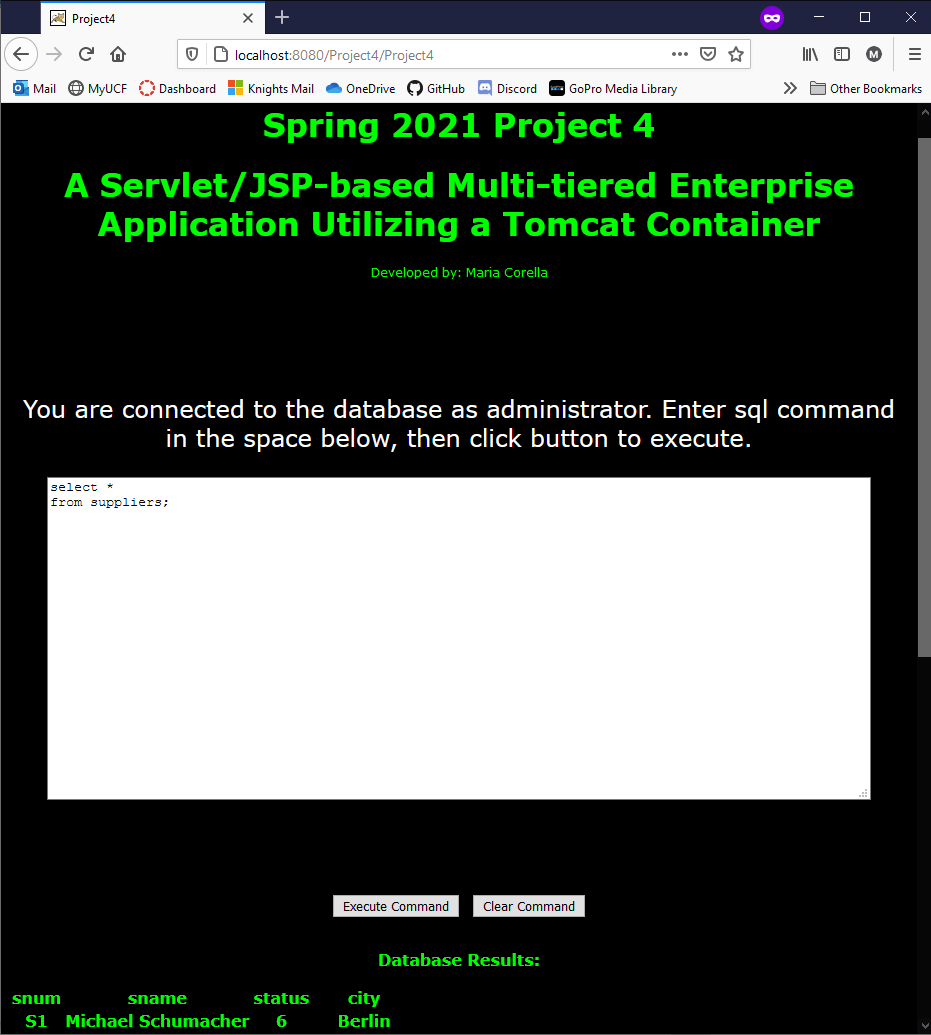 Project4
localhost:8080/Project4/Project4
Mail MyUCF Dashboard Knights Mail OneDrive GitHub Discord GoPro Media Library Other Bookmarks
Spring 2021 Project 4
A Servlet/JSP-based Multi-tiered Enterprise
Application Utilizing a Tomcat Container
Developed by: Maria Corella
You are connected to the database as administrator. Enter sql command
in the space below, then click button to execute.
select *
from suppliers;
Execute Command Clear Command
Database Results:
snum sname status city
S1 Michael Schumacher 6 Berlin